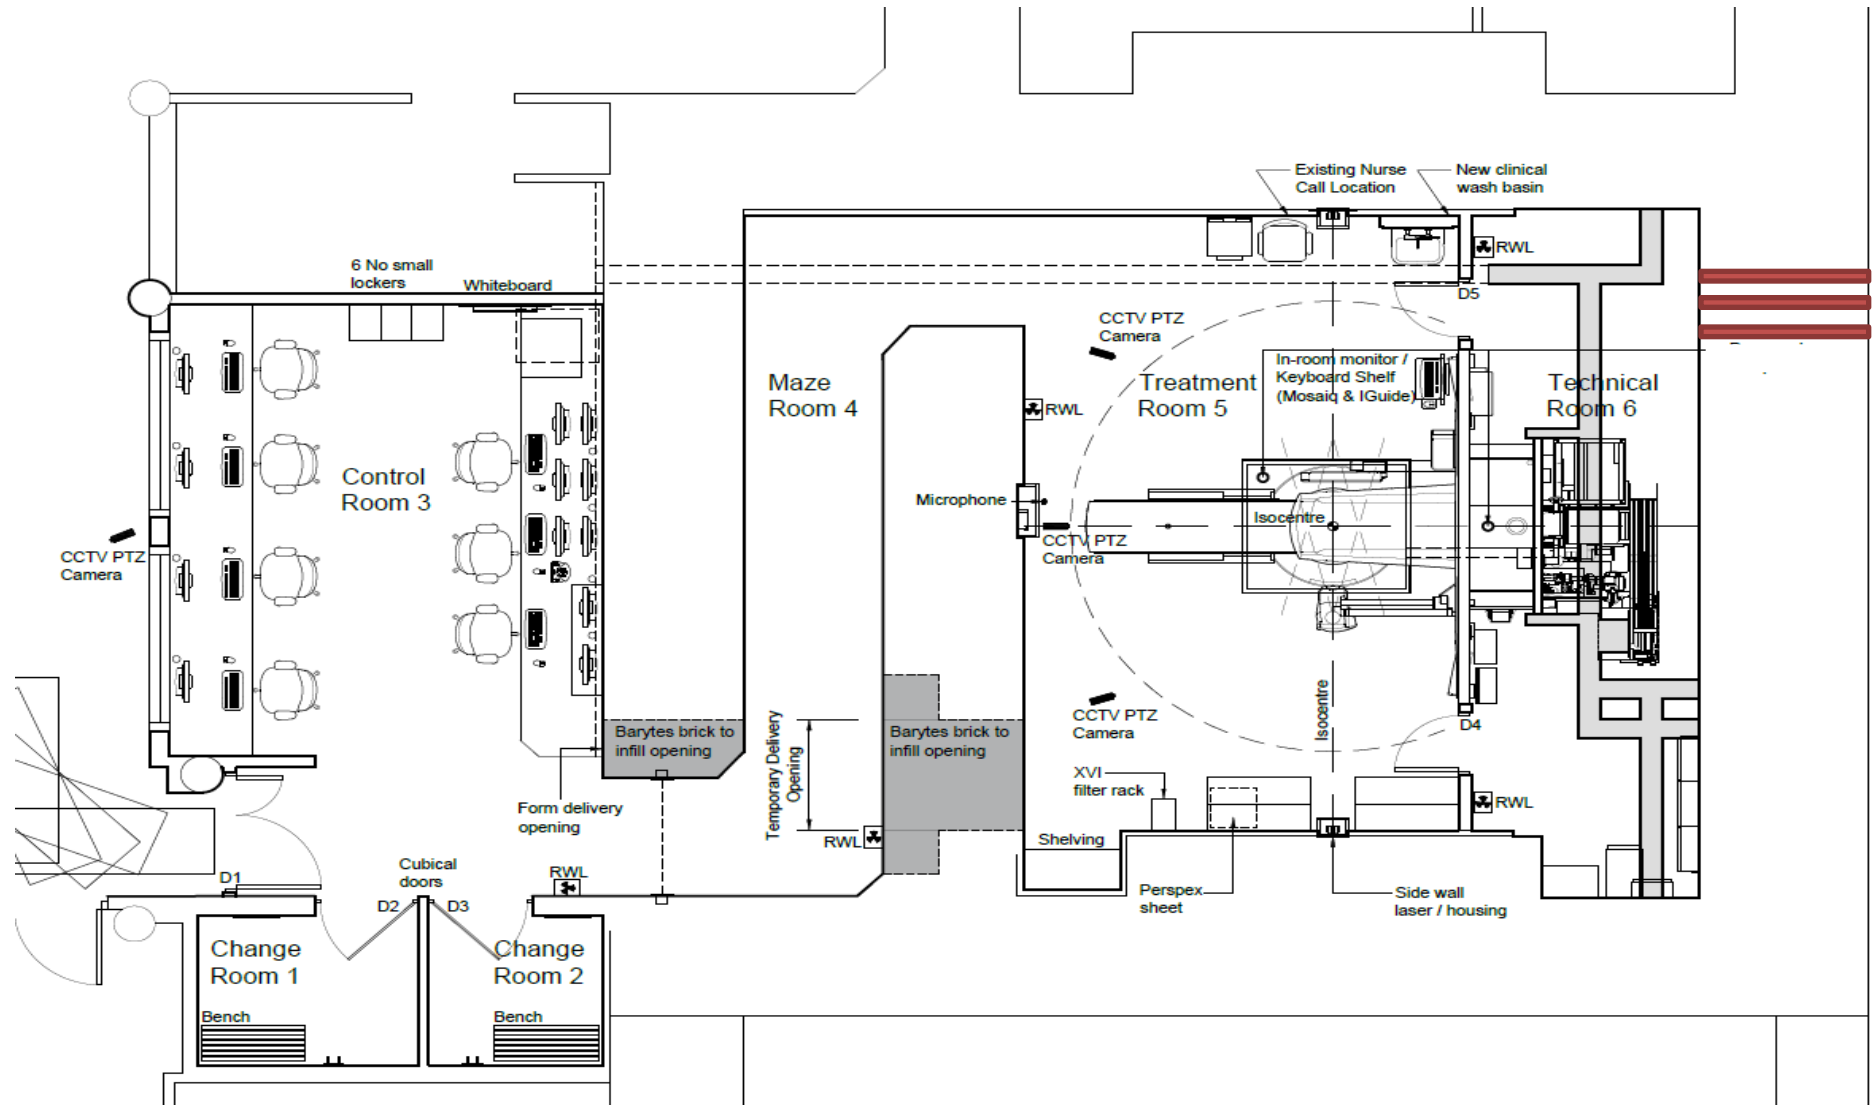 Existing Nurse
Call Location
New clinical
wash basin
RWL
6 No small
lockers
Whiteboard
D5
CCTV PTZ
Camera
In-room monitor /
Keyboard Shelf
(Mosaiq & IGuide)
Maze
Room 4
Treatment
Room 5
Technical
Room 6
RWL
Control
Room 3
Microphone
Isocentre
CCTV PTZ
Camera
CCTV PTZ
Camera
Isocentre
CCTV PTZ
Camera
D4
Barytes brick to
infill opening
Temporary Delivery
Opening
Barytes brick to
infill opening
XVI
filter rack
RWL
Form delivery
opening
RWL
Shelving
Cubical
doors
D1
RWL
D2
D3
Perspex
sheet
Side wall
laser / housing
Change
Room 1
Change
Room 2
Bench
Bench